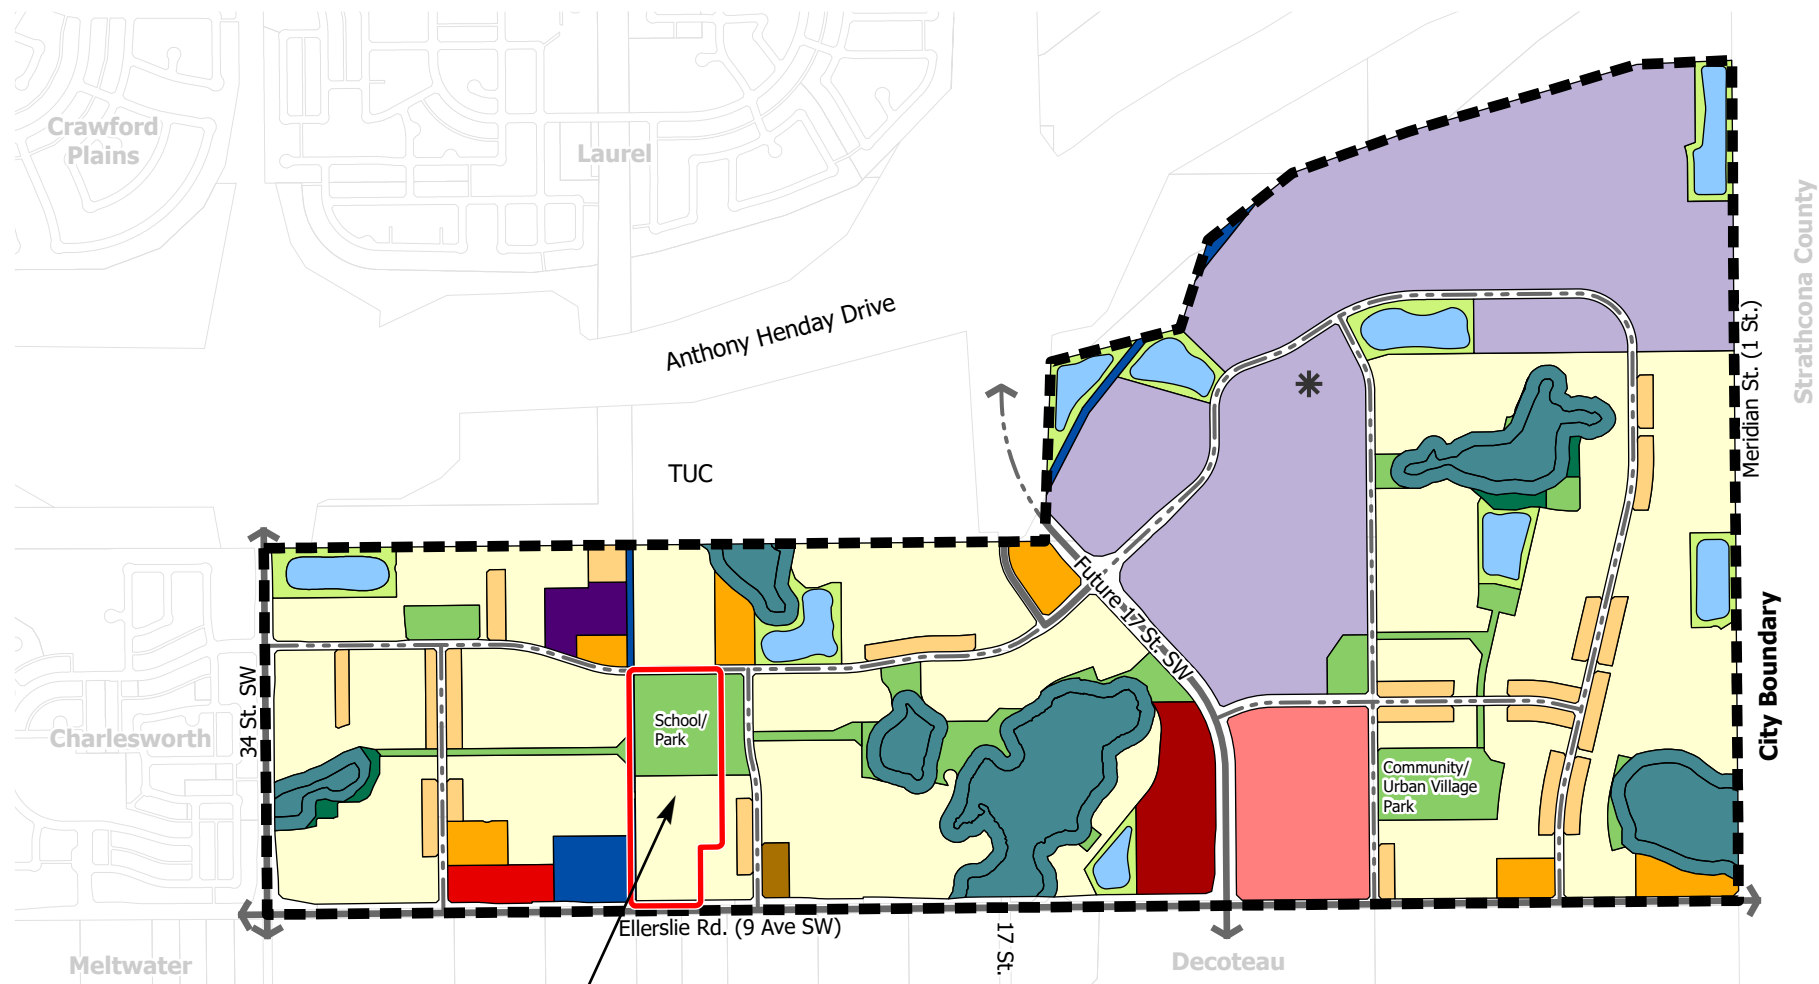 Crawford
Plains
Laurel
Strathcona County
Anthony Henday Drive
Meridian St. (1 St.)
TUC
Future 17 St. SW
City Boundary
34 St. SW
Charlesworth
School/
Park
Community/
Urban Village
Park
Ellerslie Rd. (9 Ave SW)
17 St.
Meltwater
Decoteau